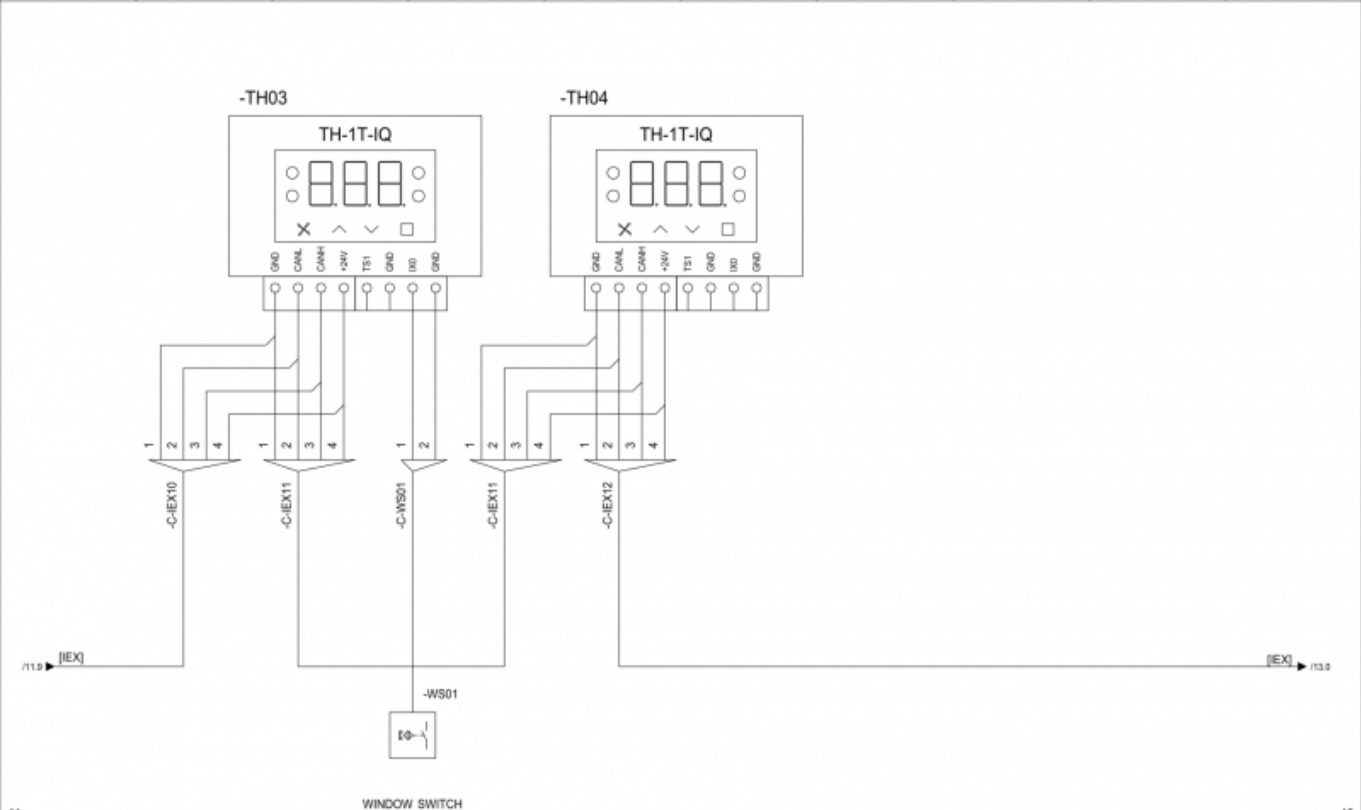 -TH03 -TH04
TH-1T-IQ TH-1T-IQ
GND CANL CANH +24V TS1 GND IX0 GND GND CANL CANH +24V TS1 GND IX0 GND
1 2 3 4 1 2 3 4 1 2 1 2 3 4 1 2 3 4
-C-IEX10 -C-IEX11 -C-WS01 -C-IEX11 -C-IEX12
/11.9 [IEX] [IEX] /13.0
-WS01
WINDOW SWITCH